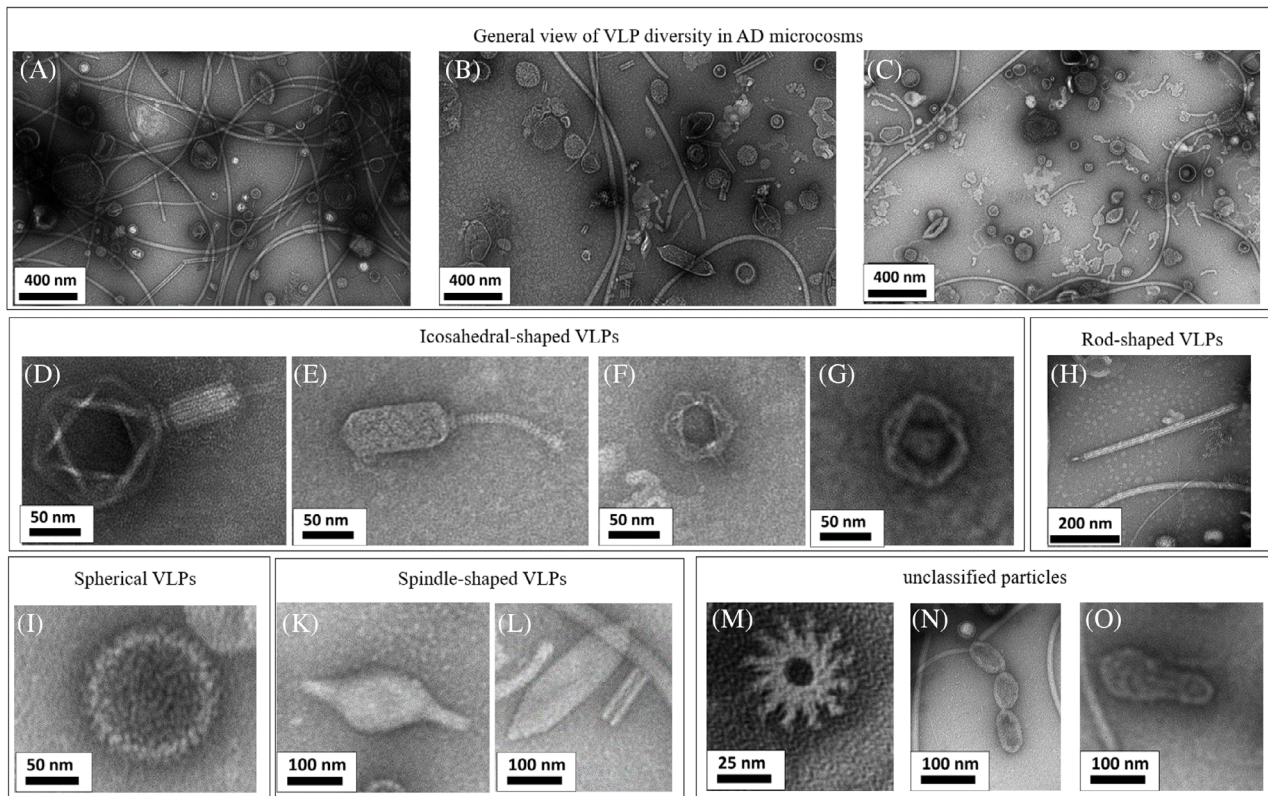 General view of VLP diversity in AD microcosms
(A)
(B)
(C)
400 nm
400 nm
400 nm
Icosahedral-shaped VLPs
Rod-shaped VLPs
(D)
(E)
(F)
(G)
(H)
50 nm
50 nm
50 nm
50 nm
200 nm
Spherical VLPs
Spindle-shaped VLPs
unclassified particles
(I)
(K)
(L)
(M)
(N)
(O)
50 nm
100 nm
100 nm
25 nm
100 nm
100 nm